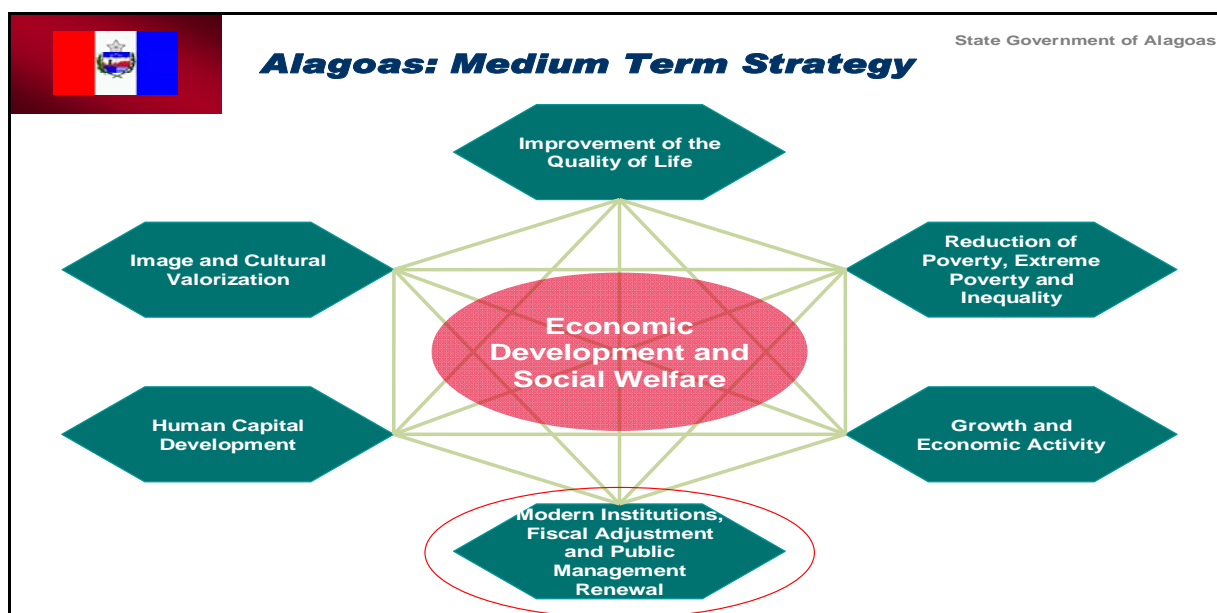 State Government of Alagoas
Alagoas: Medium Term Strategy
Improvement of the
Quality of Life
Image and Cultural
Valorization
Reduction of
Poverty, Extreme
Poverty and
Inequality
Economic
Development and
Social Welfare
Human Capital
Development
Growth and
Economic Activity
Modern Institutions,
Fiscal Adjustment
and Public
Management
Renewal